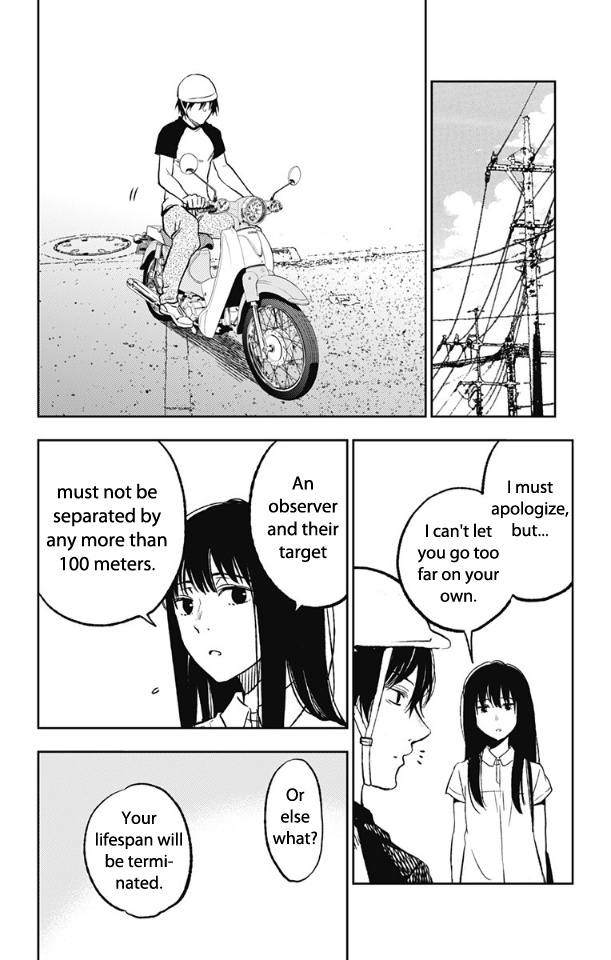 I must
apologize,
but...
I can't let
you go too
far on your
own.
An
observer
and their
target
must not be
separated by
any more than
100 meters.
Or
else
what?
Your
lifespan will
be termi-
nated.